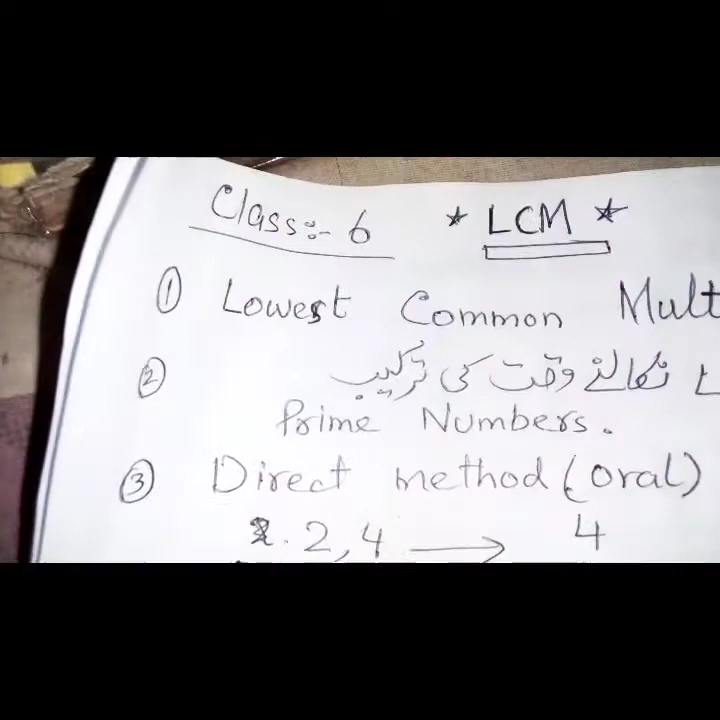 Class:- 6 * LCM *
① Lowest Common Mult
② نکالنے وقت کی ترکیب
Prime Numbers.
③ Direct method (oral)
2, 4 → 4